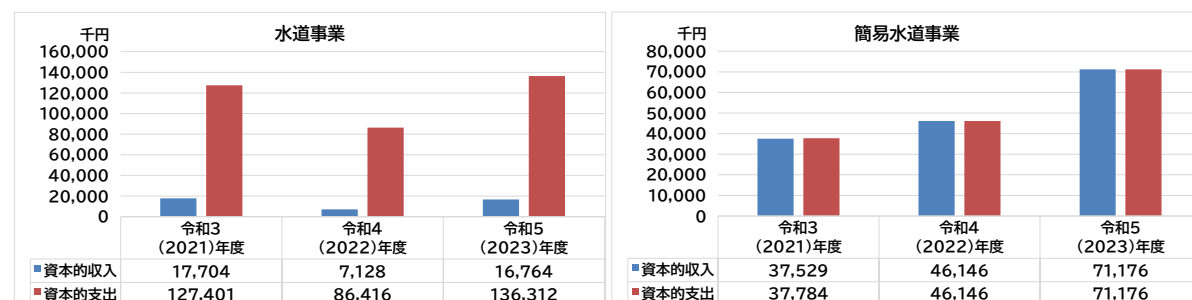 千円
水道事業
160,000
140,000
120,000
100,000
80,000
60,000
40,000
20,000
0
令和3
(2021)年度
令和4
(2022)年度
令和5
(2023)年度
資本的収入 17,704 7,128 16,764
資本的支出 127,401 86,416 136,312
千円
簡易水道事業
80,000
70,000
60,000
50,000
40,000
30,000
20,000
10,000
0
令和3
(2021)年度
令和4
(2022)年度
令和5
(2023)年度
資本的収入 37,529 46,146 71,176
資本的支出 37,784 46,146 71,176